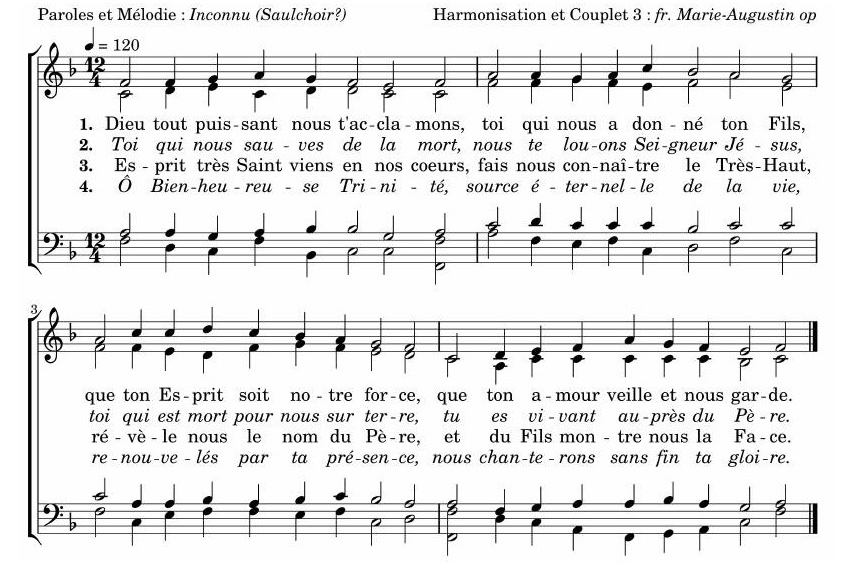 Paroles et Mélodie : Inconnu (Saulchoir?) Harmonisation et Couplet 3 : fr. Marie-Augustin op
♩ = 120
12 4
1. Dieu tout puis - sant nous t'ac - cla - mons, toi qui nous a don - né ton Fils,
2. Toi qui nous sau - ves de la mort, nous te lou - ons Sei - gneur Jé - sus,
3. Es - prit très Saint viens en nos coeurs, fais nous con - naî - tre le Très - Haut,
4. Ô Bien - heu - reu - se Tri - ni - té, source é - ter - nel - le de la vie,
12 4
3
que ton Es - prit soit no - tre for - ce, que ton a - mour veille et nous gar - de.
toi qui est mort pour nous sur ter - re, tu es vi - vant au - près du Pè - re.
ré - vè - le nous le nom du Pè - re, et du Fils mon - tre nous la Fa - ce.
re - nou - ve - lés par ta pré - sen - ce, nous chan - te - rons sans fin ta gloi - re.